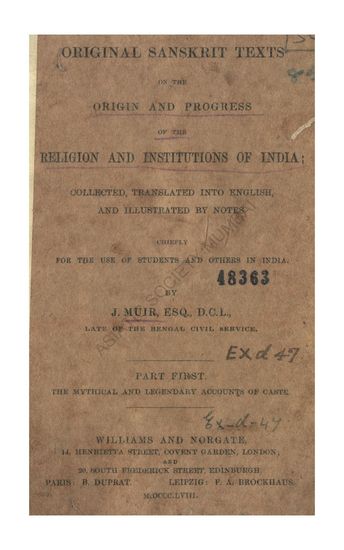 ORIGINAL SANSKRIT TEXTS
ON THE
ORIGIN AND PROGRESS
OF THE
RELIGION AND INSTITUTIONS OF INDIA;
COLLECTED, TRANSLATED INTO ENGLISH,
AND ILLUSTRATED BY NOTES.
CHIEFLY
FOR THE USE OF STUDENTS AND OTHERS IN INDIA.
48363
BY
J. MUIR, ESQ., D.C.L.,
LATE OF THE BENGAL CIVIL SERVICE.
Ex d 47
PART FIRST.
THE MYTHICAL AND LEGENDARY ACCOUNTS OF CASTE.
Ex-d-47
WILLIAMS AND NORGATE,
14, HENRIETTA STREET, COVENT GARDEN, LONDON;
AND
20, SOUTH FREDERICK STREET, EDINBURGH.
PARIS: B. DUPRAT. LEIPZIG: F. A. BROCKHAUS.
M.DCCCC.LVIII.
ASIATIC SOCIETY MUMBAI